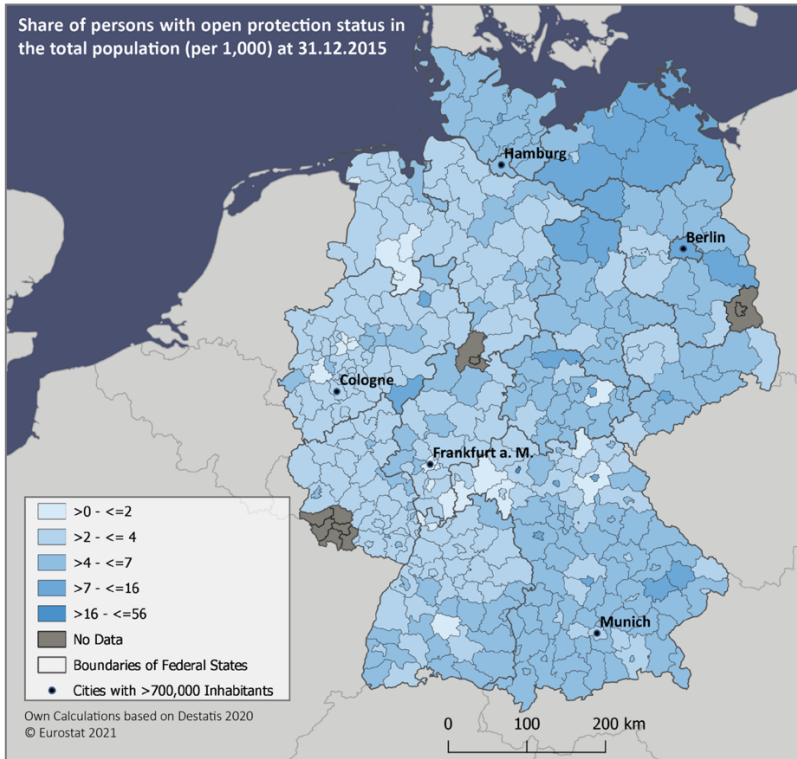 Share of persons with open protection status in
the total population (per 1,000) at 31.12.2015
Hamburg
Berlin
Cologne
Frankfurt a. M.
Munich
>0 - <=2
>2 - <= 4
>4 - <=7
>7 - <=16
>16 - <=56
No Data
Boundaries of Federal States
Cities with >700,000 Inhabitants
Own Calculations based on Destatis 2020
© Eurostat 2021
0 100 200 km